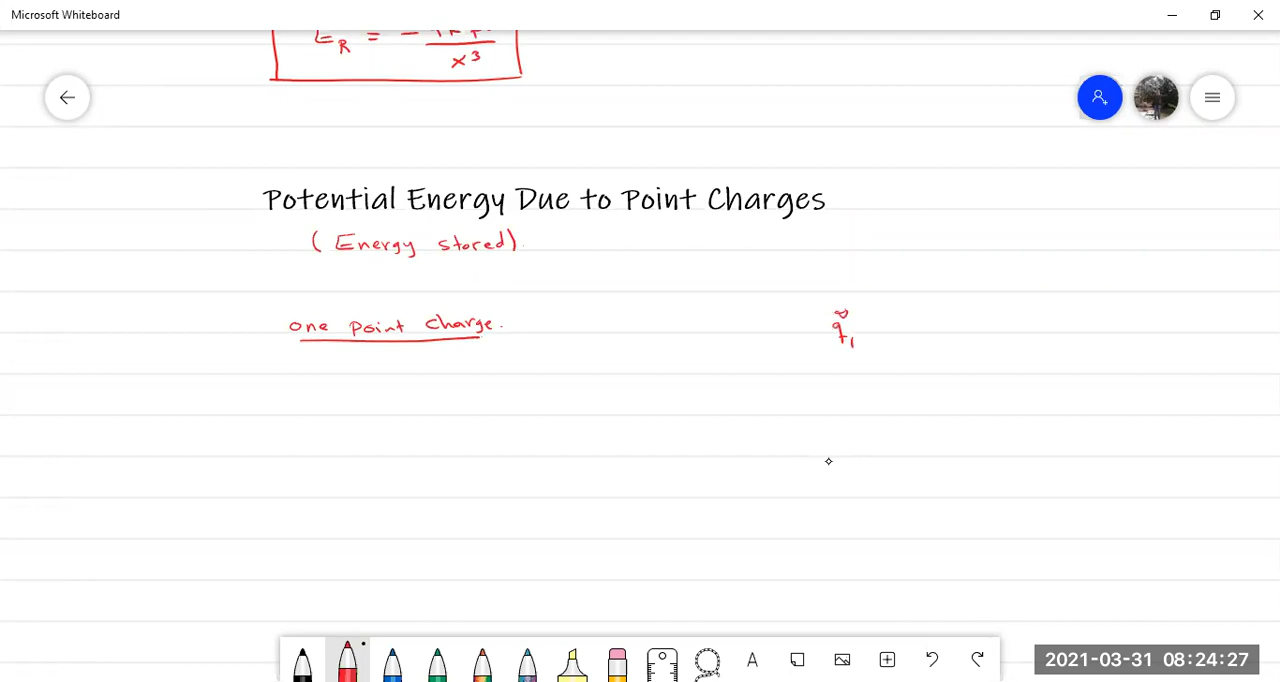 Microsoft Whiteboard
x³
Potential Energy Due to Point Charges
(Energy stored).
one point charge.
q₁
A
2021-03-31 08:24:27